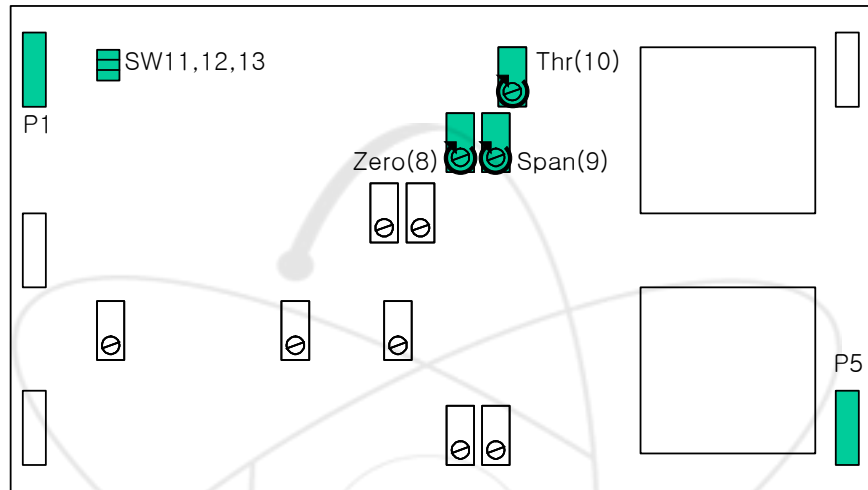 SW11,12,13
Thr(10)
P1
Zero(8)
Span(9)
P5